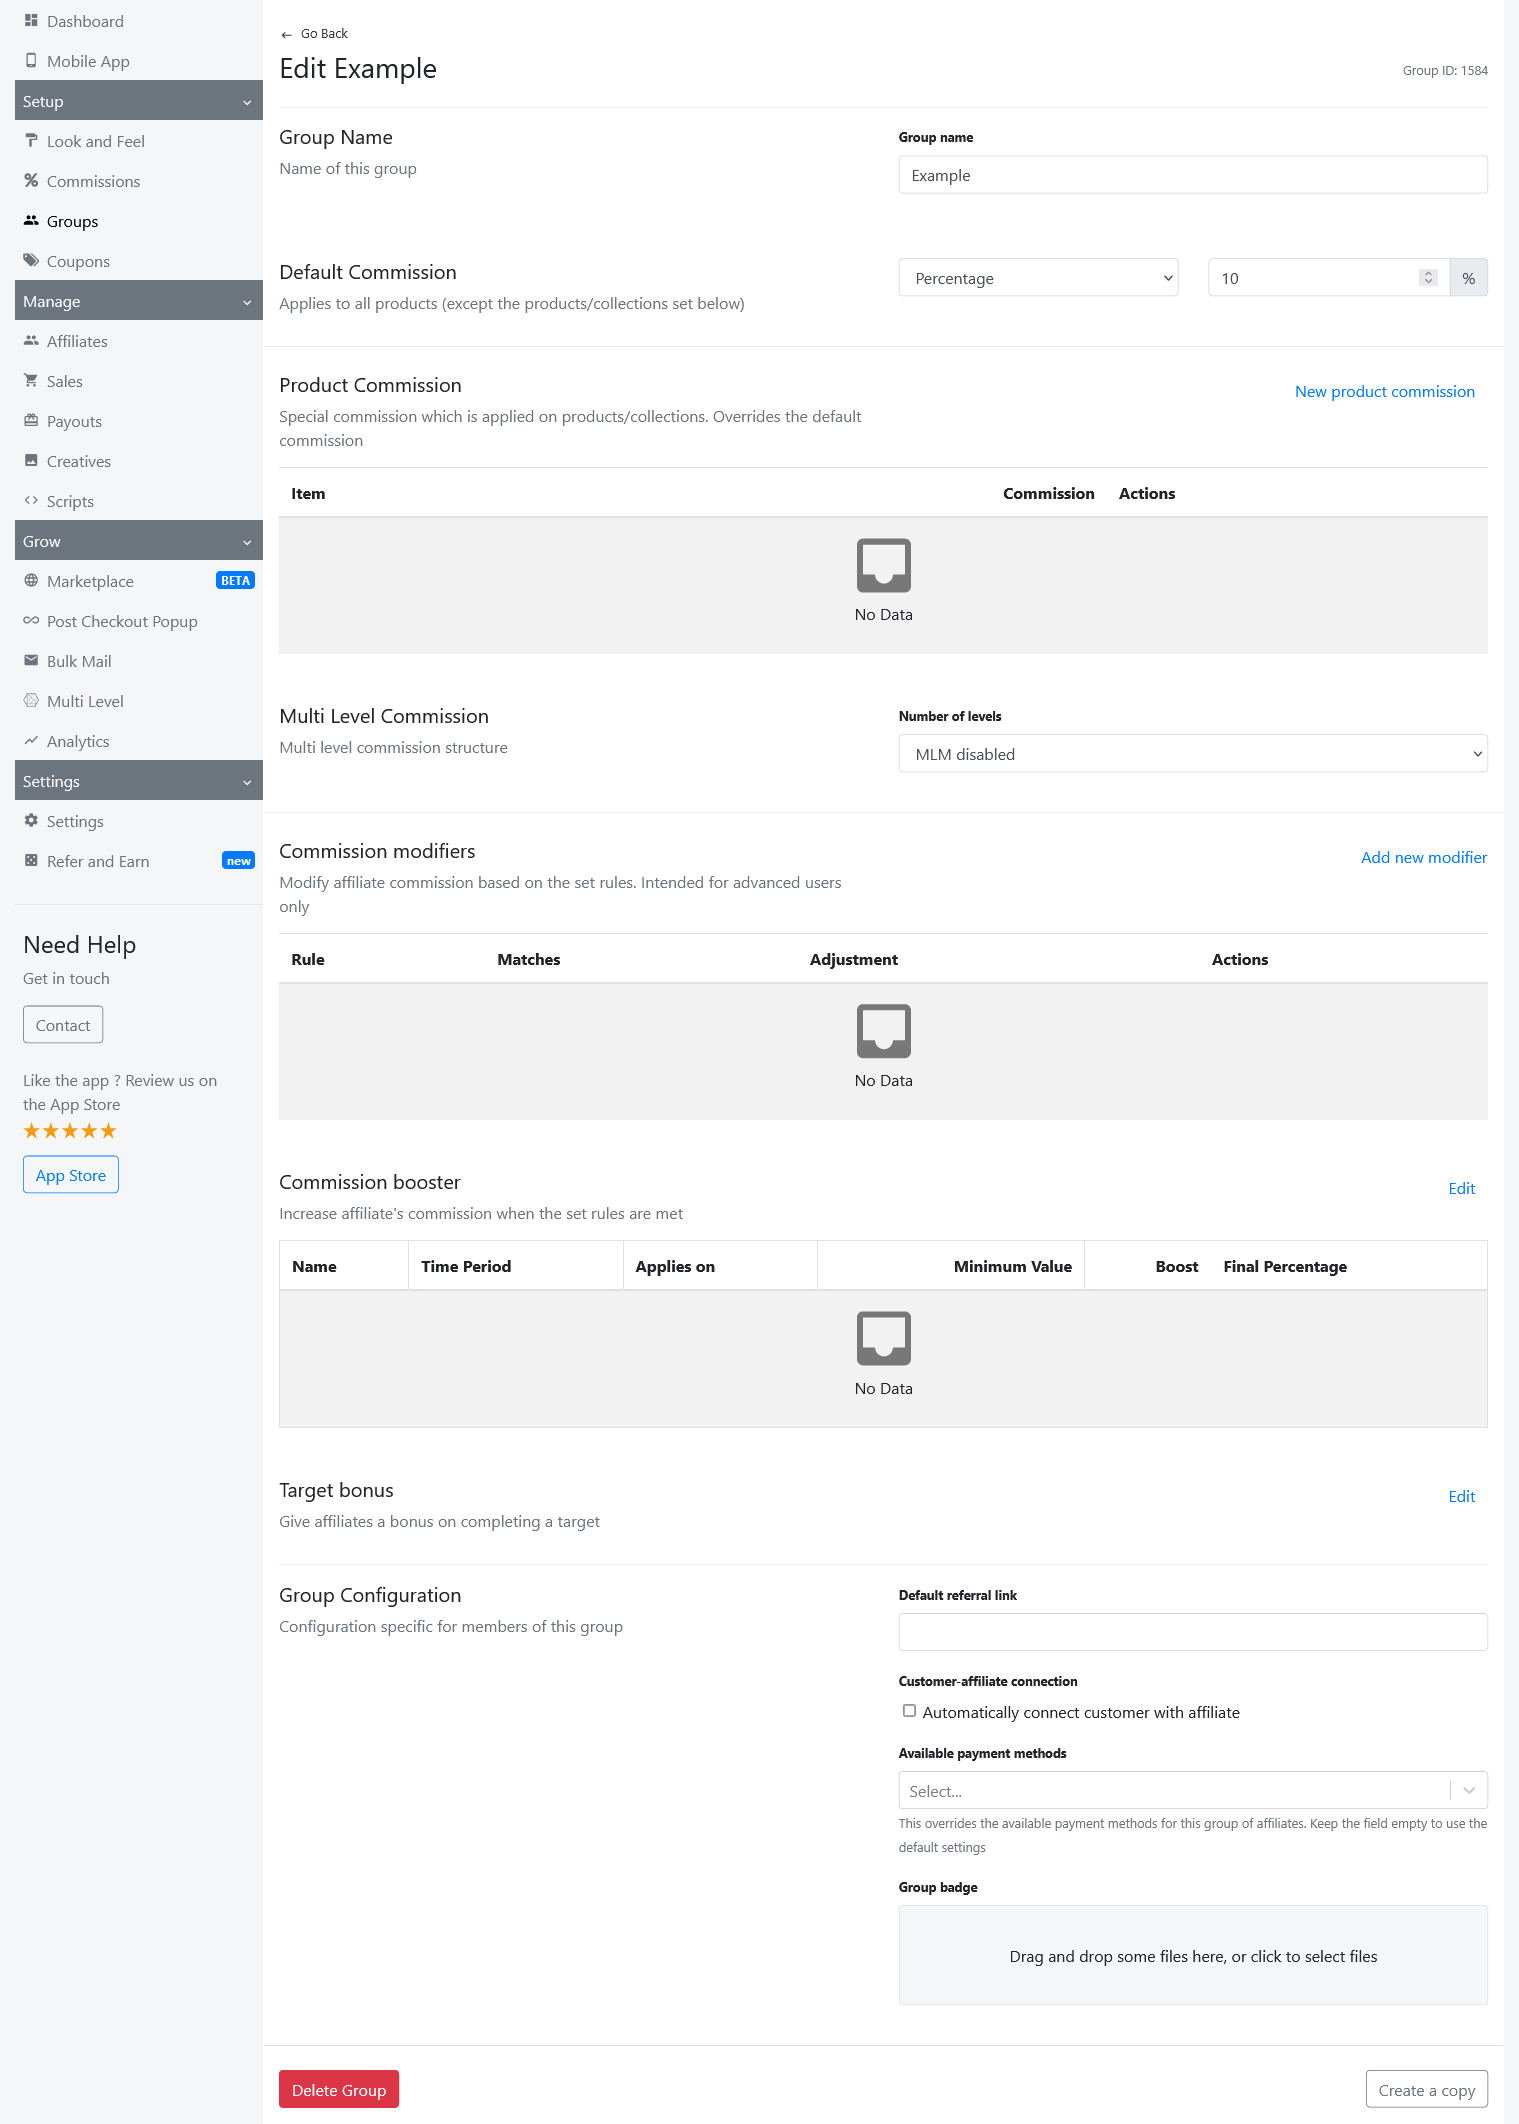 Dashboard
Mobile App
Setup
Look and Feel
Commissions
Groups
Coupons
Manage
Affiliates
Sales
Payouts
Creatives
Scripts
Grow
Marketplace BETA
Post Checkout Popup
Bulk Mail
Multi Level
Analytics
Settings
Settings
Refer and Earn new
Need Help
Get in touch
Contact
Like the app ? Review us on
the App Store
App Store
Go Back
Edit Example
Group ID: 1584
Group Name
Name of this group
Group name
Example
Default Commission
Applies to all products (except the products/collections set below)
Percentage
10 %
Product Commission
Special commission which is applied on products/collections. Overrides the default
commission
New product commission
Item Commission Actions
No Data
Multi Level Commission
Multi level commission structure
Number of levels
MLM disabled
Commission modifiers
Modify affiliate commission based on the set rules. Intended for advanced users
only
Add new modifier
Rule Matches Adjustment Actions
No Data
Commission booster
Increase affiliate's commission when the set rules are met
Edit
Name Time Period Applies on Minimum Value Boost Final Percentage
No Data
Target bonus
Give affiliates a bonus on completing a target
Edit
Group Configuration
Configuration specific for members of this group
Default referral link
Customer-affiliate connection
Automatically connect customer with affiliate
Available payment methods
Select...
This overrides the available payment methods for this group of affiliates. Keep the field empty to use the
default settings
Group badge
Drag and drop some files here, or click to select files
Delete Group
Create a copy